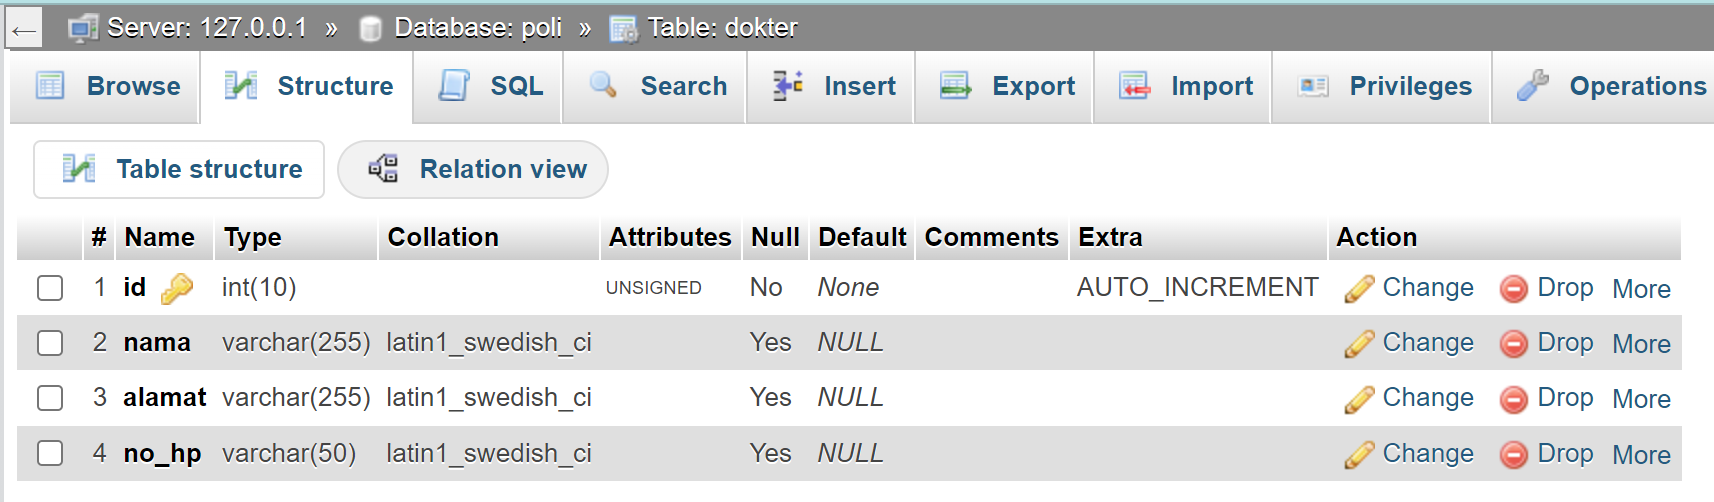 ← Server: 127.0.0.1 » Database: poli » Table: dokter
Browse Structure SQL Search Insert Export Import Privileges Operations
Table structure Relation view
# Name Type Collation Attributes Null Default Comments Extra Action
1 id int(10) UNSIGNED No None AUTO_INCREMENT Change Drop More
2 nama varchar(255) latin1_swedish_ci Yes NULL Change Drop More
3 alamat varchar(255) latin1_swedish_ci Yes NULL Change Drop More
4 no_hp varchar(50) latin1_swedish_ci Yes NULL Change Drop More